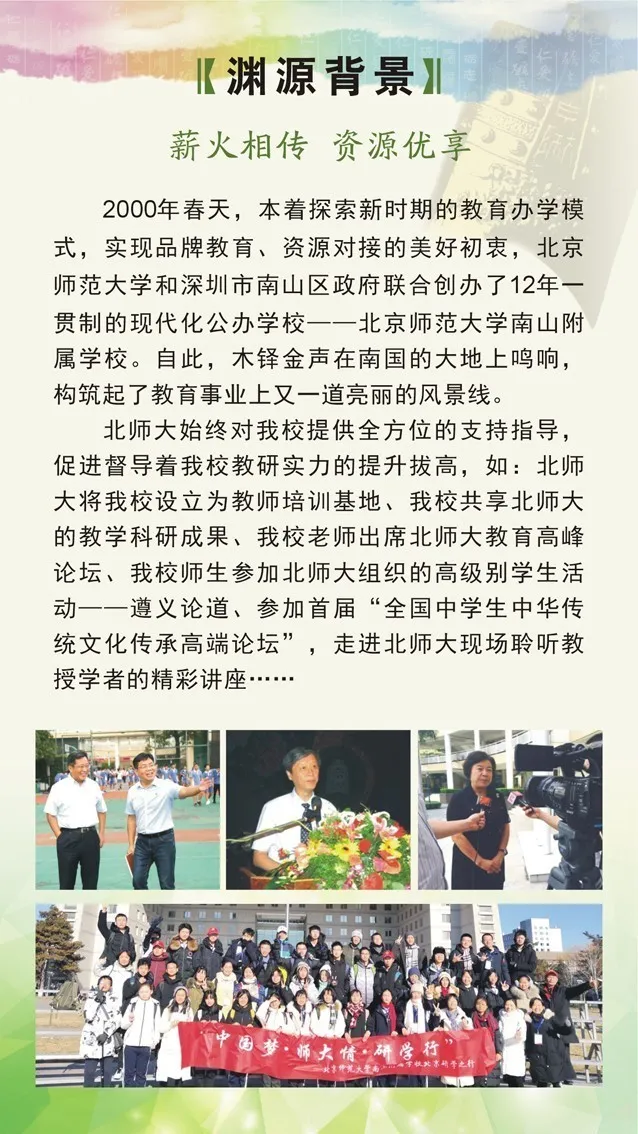 【渊源背景】
薪火相传 资源优享
2000年春天，本着探索新时期的教育办学模
式，实现品牌教育、资源对接的美好初衷，北京
师范大学和深圳市南山区政府联合创办了12年一
贯制的现代化公办学校——北京师范大学南山附
属学校。自此，木铎金声在南国的大地上鸣响，
构筑起了教育事业上又一道亮丽的风景线。
北师大始终对我校提供全方位的支持指导，
促进督导着我校教研实力的提升拔高，如：北师
大将我校设立为教师培训基地、我校共享北师大
的教学科研成果、我校老师出席北师大教育高峰
论坛、我校师生参加北师大组织的高级别学生活
动——遵义论道、参加首届“全国中学生中华传
统文化传承高端论坛”，走进北师大现场聆听教
授学者的精彩讲座……
“中国梦·师大情·研学行”